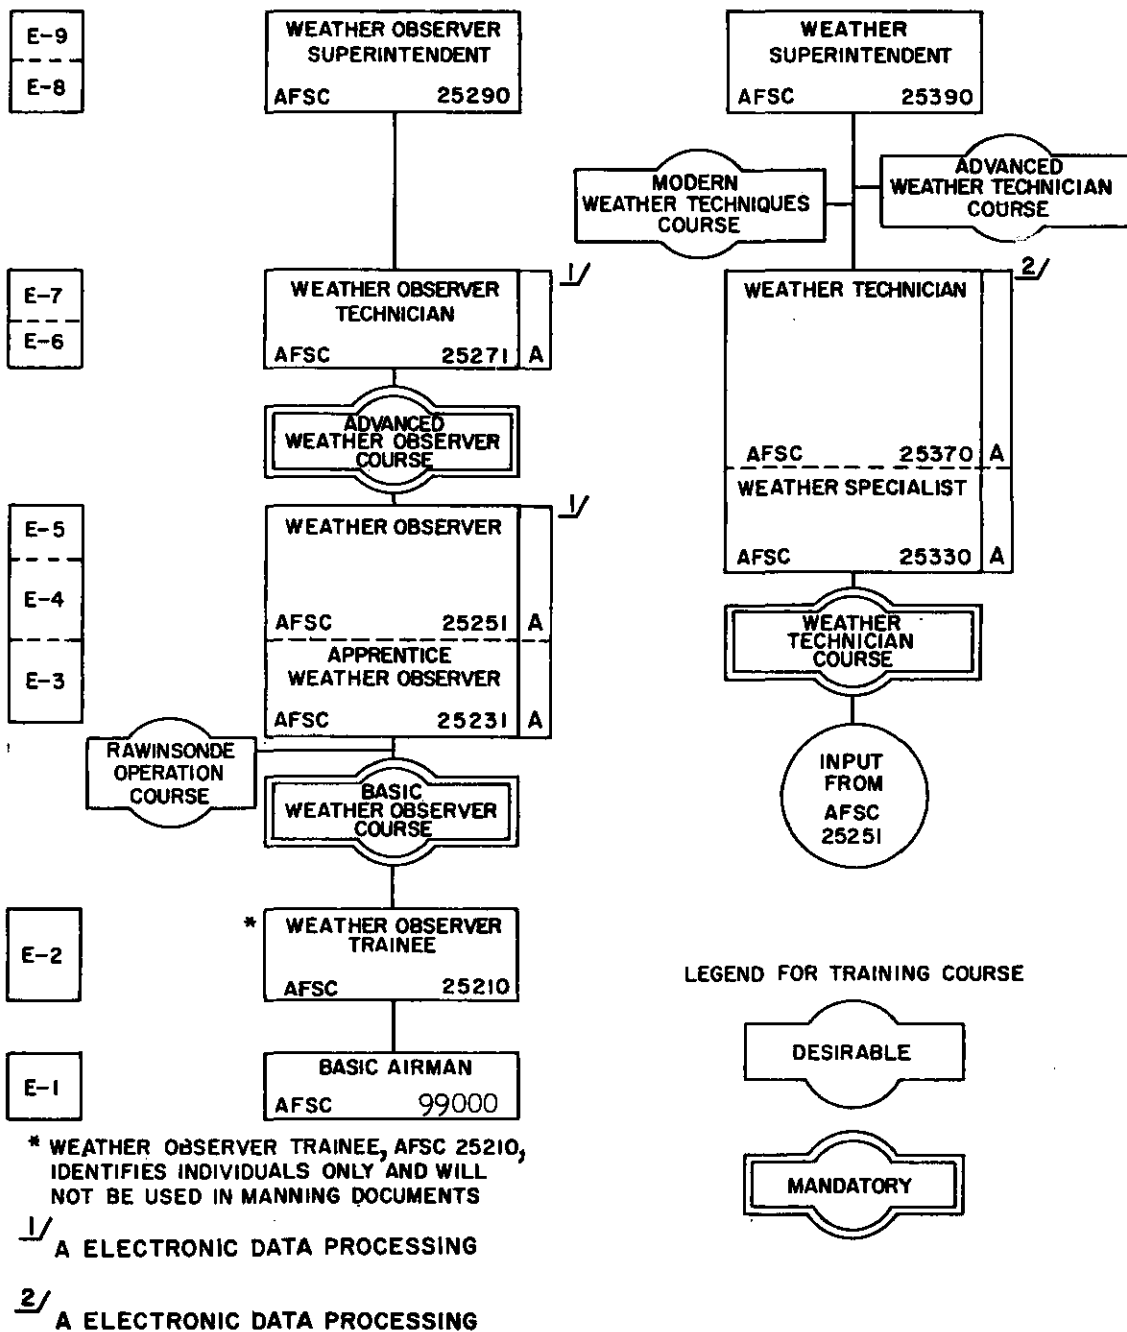 E-9
E-8
WEATHER OBSERVER
SUPERINTENDENT
AFSC 25290
WEATHER
SUPERINTENDENT
AFSC 25390
MODERN
WEATHER TECHNIQUES
COURSE
ADVANCED
WEATHER TECHNICIAN
COURSE
E-7
E-6
WEATHER OBSERVER
TECHNICIAN
AFSC 25271 A
1/
ADVANCED
WEATHER OBSERVER
COURSE
WEATHER TECHNICIAN
AFSC 25370 A
2/
WEATHER SPECIALIST
AFSC 25330 A
E-5
E-4
E-3
WEATHER OBSERVER
AFSC 25251 A
1/
APPRENTICE
WEATHER OBSERVER
AFSC 25231 A
WEATHER
TECHNICIAN
COURSE
RAWINSONDE
OPERATION
COURSE
BASIC
WEATHER OBSERVER
COURSE
INPUT
FROM
AFSC
25251
E-2
* WEATHER OBSERVER
TRAINEE
AFSC 25210
E-1
BASIC AIRMAN
AFSC 99000
LEGEND FOR TRAINING COURSE
DESIRABLE
MANDATORY
* WEATHER OBSERVER TRAINEE, AFSC 25210,
IDENTIFIES INDIVIDUALS ONLY AND WILL
NOT BE USED IN MANNING DOCUMENTS
1/ A ELECTRONIC DATA PROCESSING
2/ A ELECTRONIC DATA PROCESSING